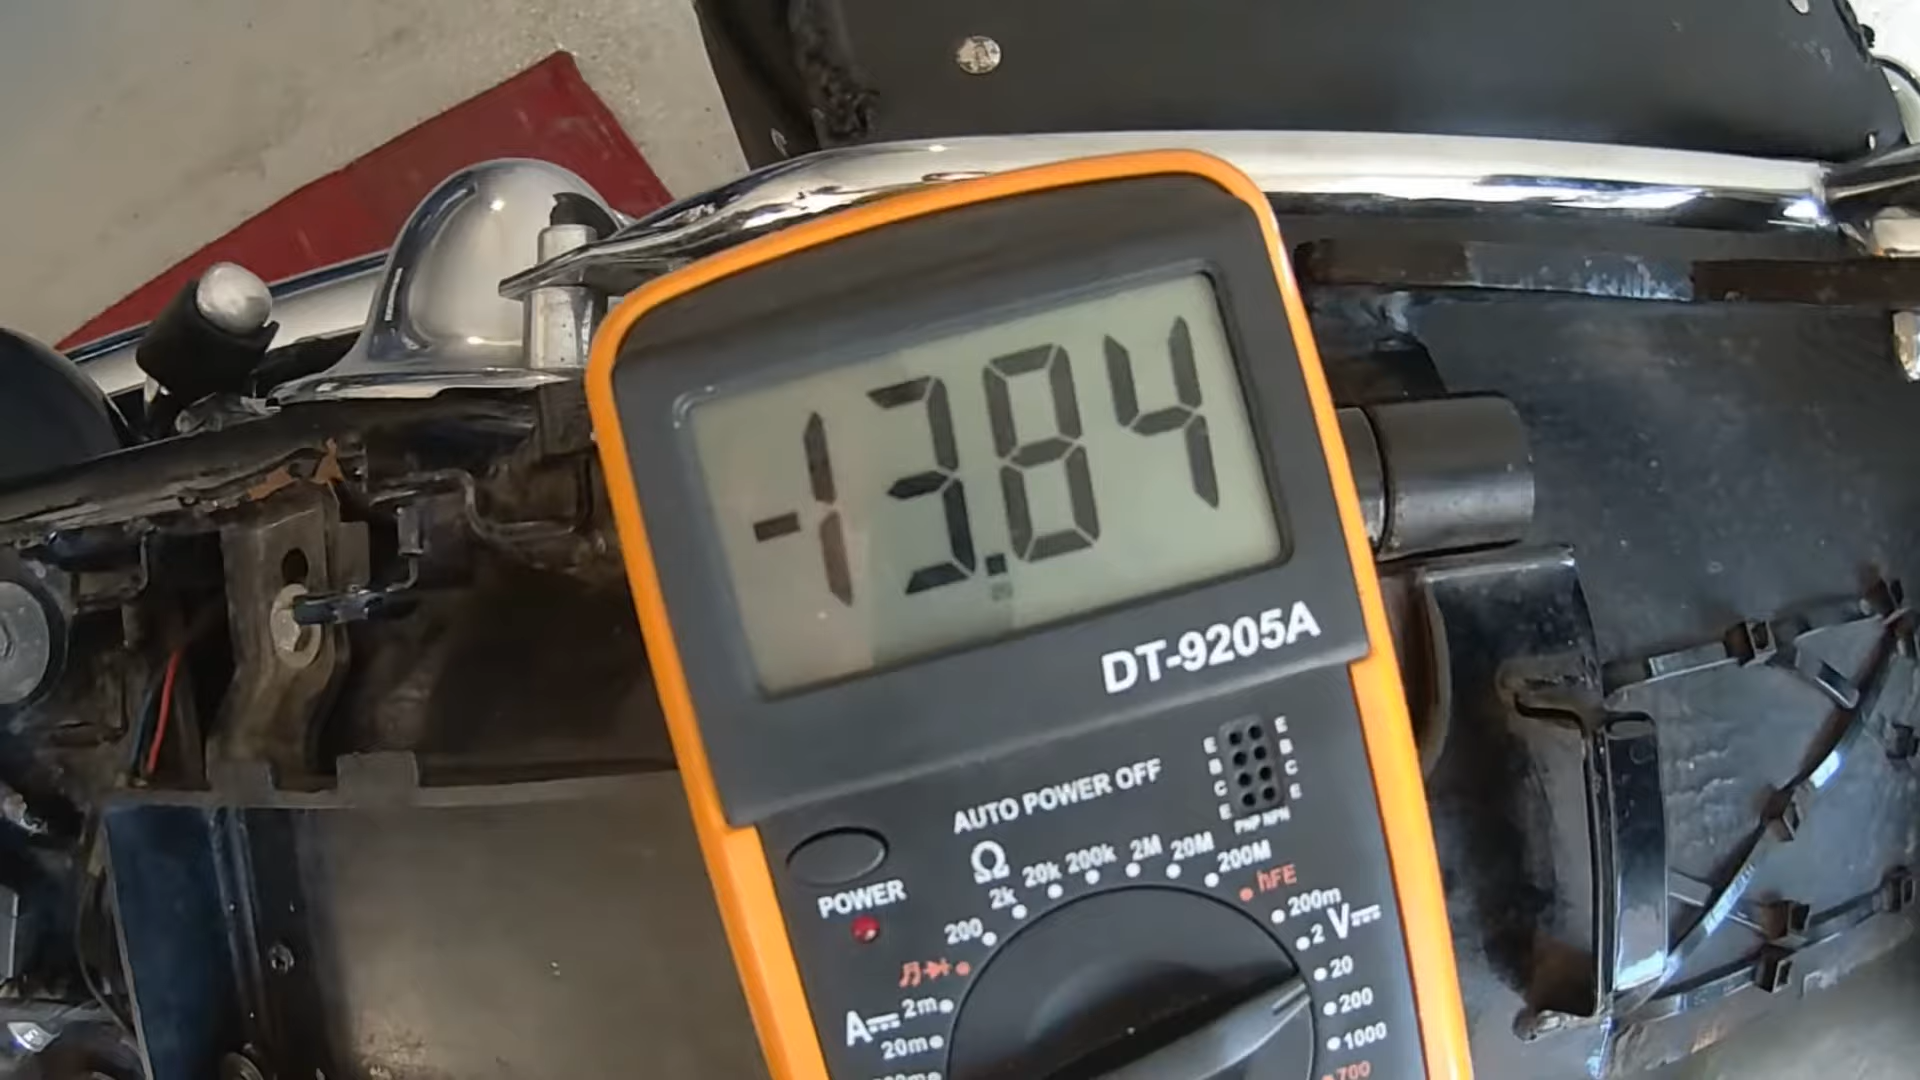 -13.84
DT-9205A
AUTO POWER OFF
E
B
C
E
E
B
C
E
PNP NPN
POWER
Ω
200
2k
20k
200k
2M
20M
200M
hFE
200m
2
V
20
200
1000
700
A
2m
20m